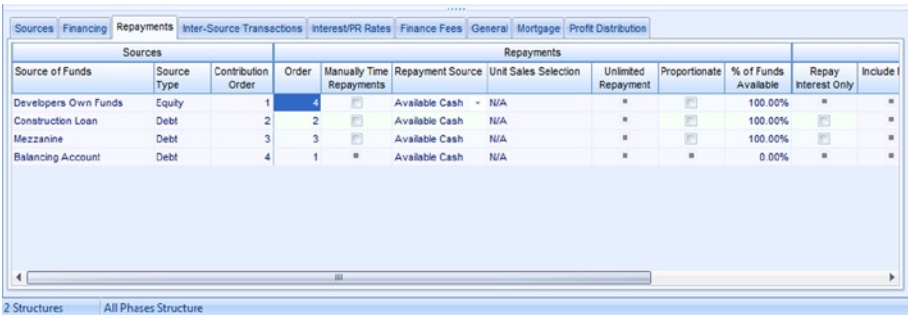 Sources Financing Repayments Inter-Source Transactions Interest/PR Rates Finance Fees General Mortgage Profit Distribution
Sources Repayments
Source of Funds Source Type Contribution Order Order Manually Time Repayments Repayment Source Unit Sales Selection Unlimited Repayment Proportionate % of Funds Available Repay Interest Only Include
Developers Own Funds Equity 1 4 Available Cash N/A 100.00%
Construction Loan Debt 2 2 Available Cash N/A 100.00%
Mezzanine Debt 3 3 Available Cash N/A 100.00%
Balancing Account Debt 4 1 Available Cash N/A 0.00%
2 Structures All Phases Structure